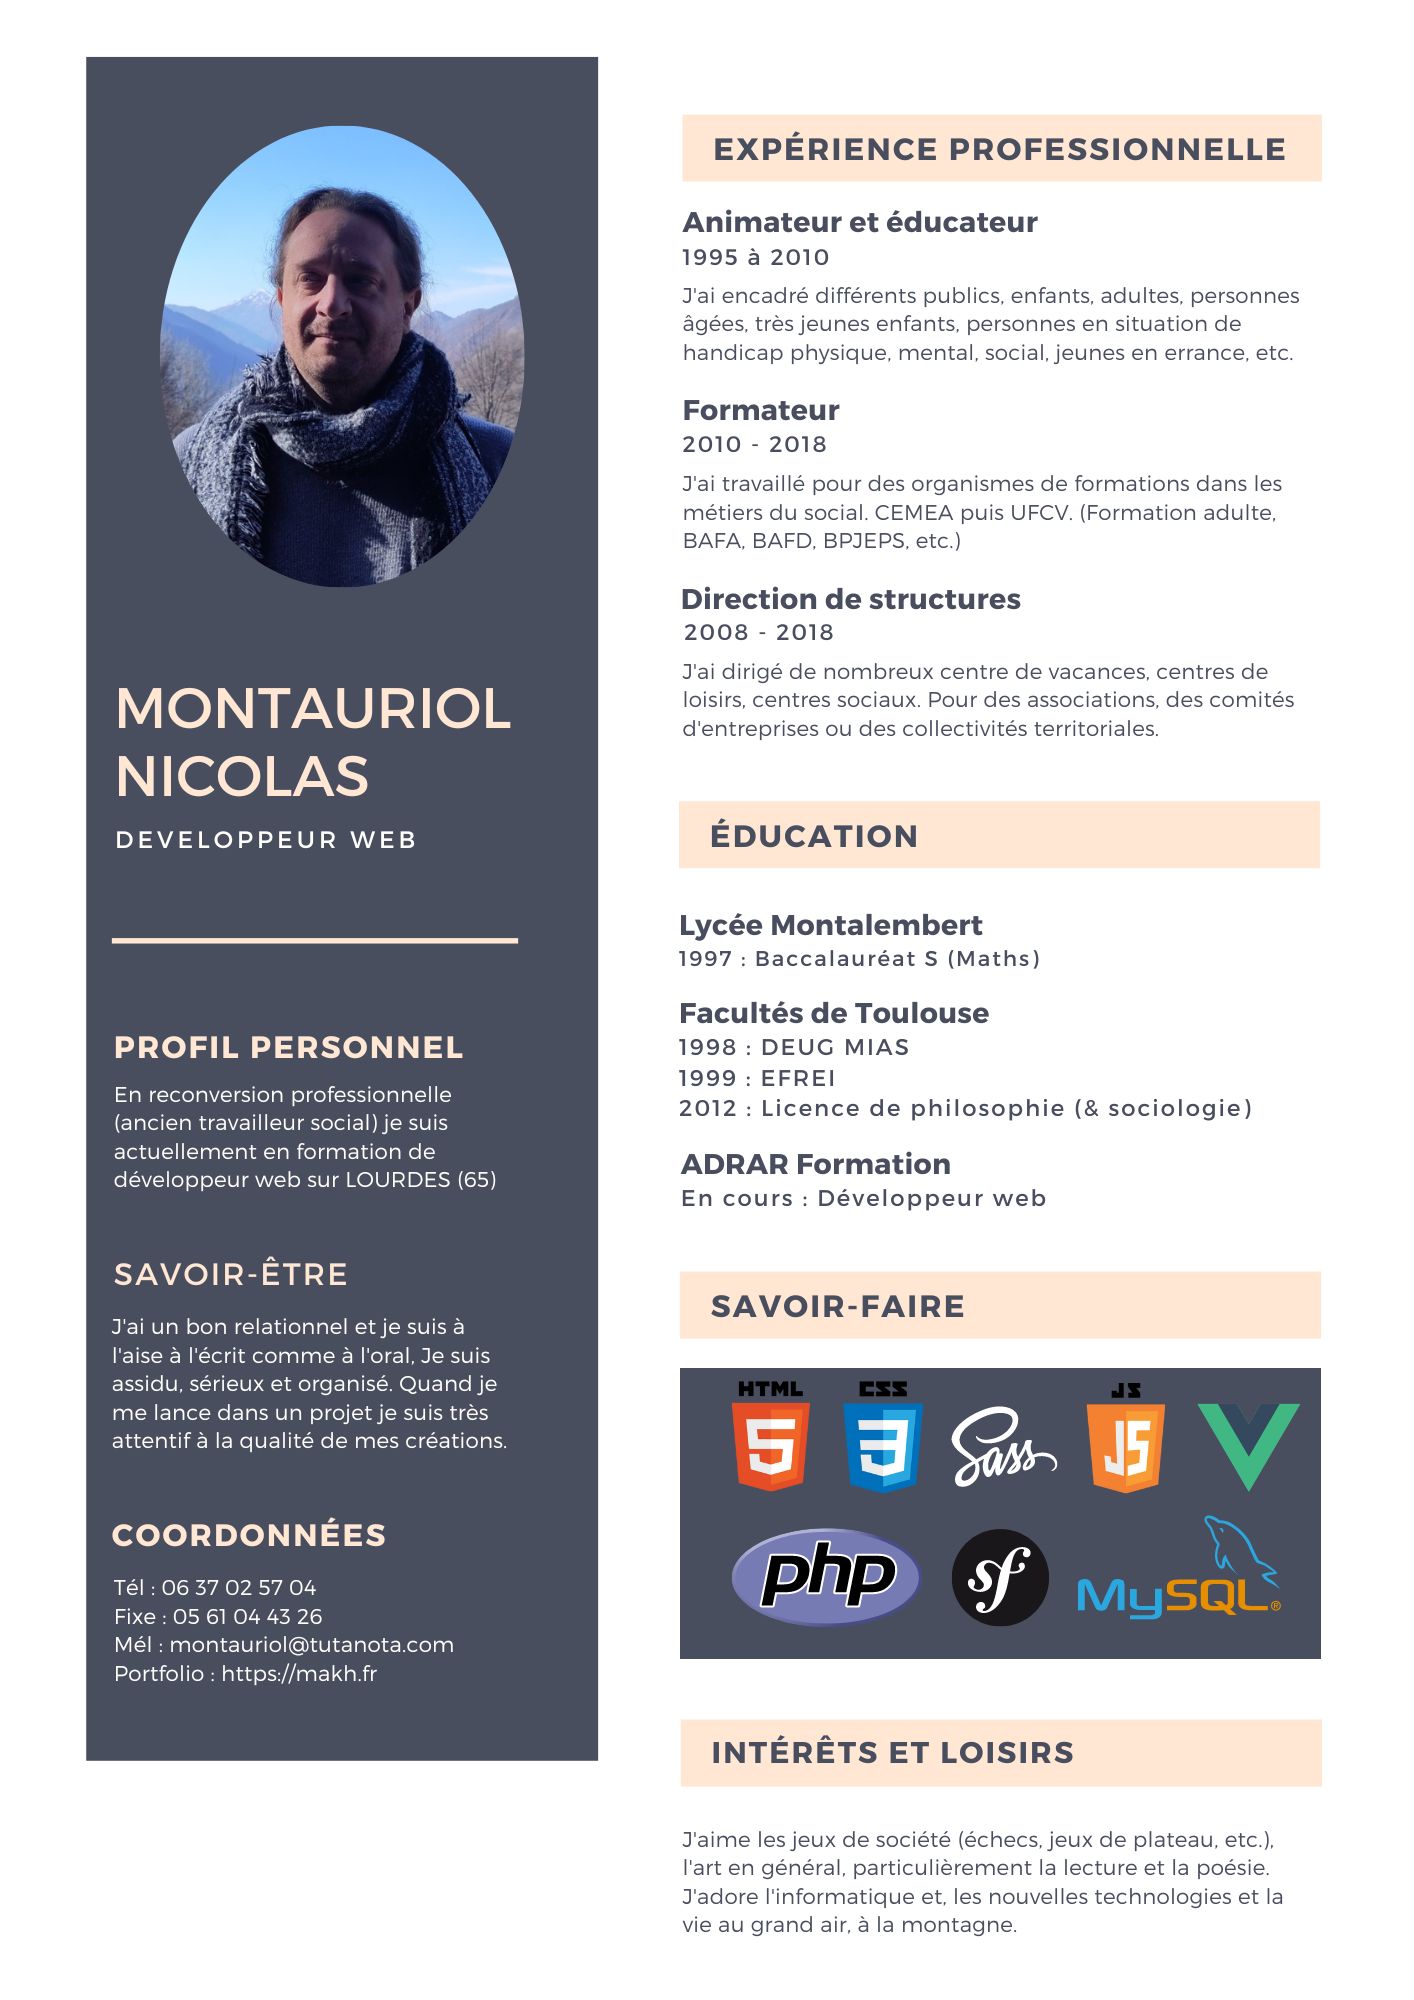 MONTAURIOL
NICOLAS
DEVELOPPEUR WEB
PROFIL PERSONNEL
En reconversion professionnelle
(ancien travailleur social) je suis
actuellement en formation de
développeur web sur LOURDES (65)
SAVOIR-ÊTRE
J'ai un bon relationnel et je suis à
l'aise à l'écrit comme à l'oral, Je suis
assidu, sérieux et organisé. Quand je
me lance dans un projet je suis très
attentif à la qualité de mes créations.
COORDONNÉES
Tél : 06 37 02 57 04
Fixe : 05 61 04 43 26
Mél : montauriol@tutanota.com
Portfolio : https://makh.fr
EXPÉRIENCE PROFESSIONNELLE
Animateur et éducateur
1995 à 2010
J'ai encadré différents publics, enfants, adultes, personnes
âgées, très jeunes enfants, personnes en situation de
handicap physique, mental, social, jeunes en errance, etc.
Formateur
2010 - 2018
J'ai travaillé pour des organismes de formations dans les
métiers du social. CEMEA puis UFCV. (Formation adulte,
BAFA, BAFD, BPJEPS, etc.)
Direction de structures
2008 - 2018
J'ai dirigé de nombreux centre de vacances, centres de
loisirs, centres sociaux. Pour des associations, des comités
d'entreprises ou des collectivités territoriales.
ÉDUCATION
Lycée Montalembert
1997 : Baccalauréat S (Maths)
Facultés de Toulouse
1998 : DEUG MIAS
1999 : EFREI
2012 : Licence de philosophie (& sociologie)
ADRAR Formation
En cours : Développeur web
SAVOIR-FAIRE
HTML CSS JS
5 3 Sass JS
php sf MySQL®
INTÉRÊTS ET LOISIRS
J'aime les jeux de société (échecs, jeux de plateau, etc.),
l'art en général, particulièrement la lecture et la poésie.
J'adore l'informatique et, les nouvelles technologies et la
vie au grand air, à la montagne.